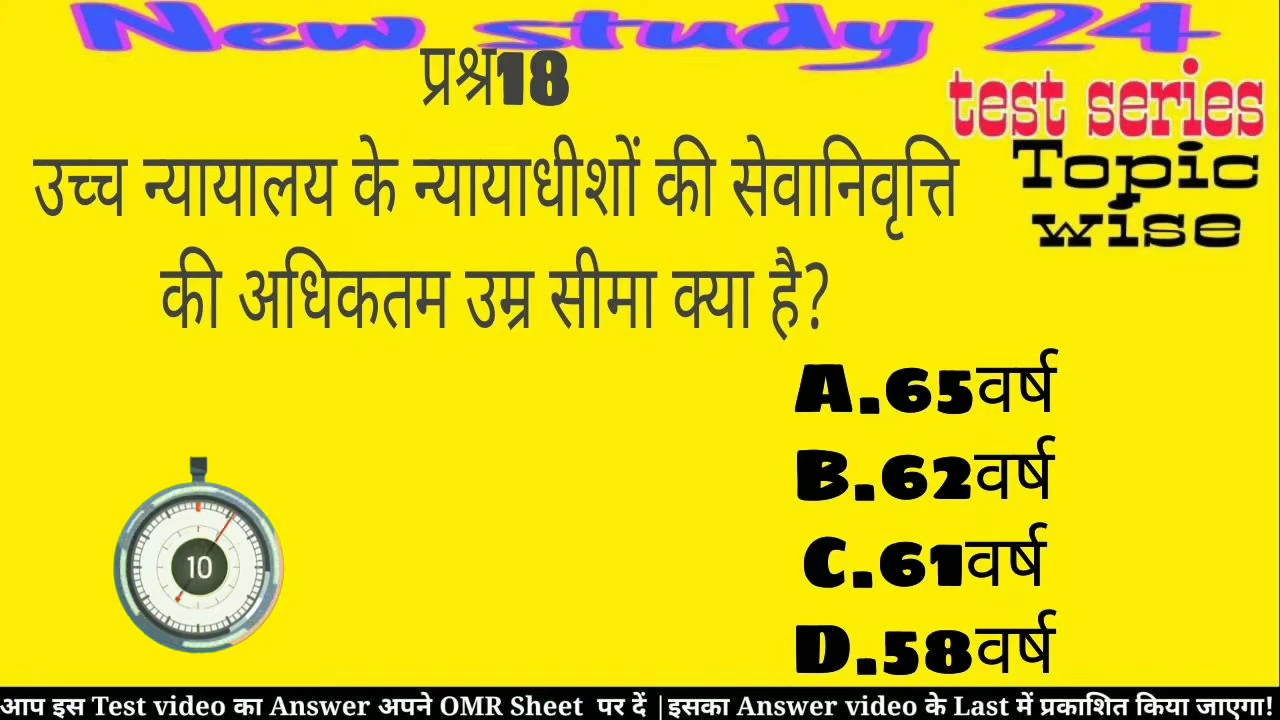 New study 24
प्रश्न18
test series
Topic
wise
उच्च न्यायालय के न्यायाधीशों की सेवानिवृत्ति
की अधिकतम उम्र सीमा क्या है?
A.65वर्ष
B.62वर्ष
C.61वर्ष
D.58वर्ष
10
आप इस Test video का Answer अपने OMR Sheet पर दें |इसका Answer video के Last में प्रकाशित किया जाएगा!